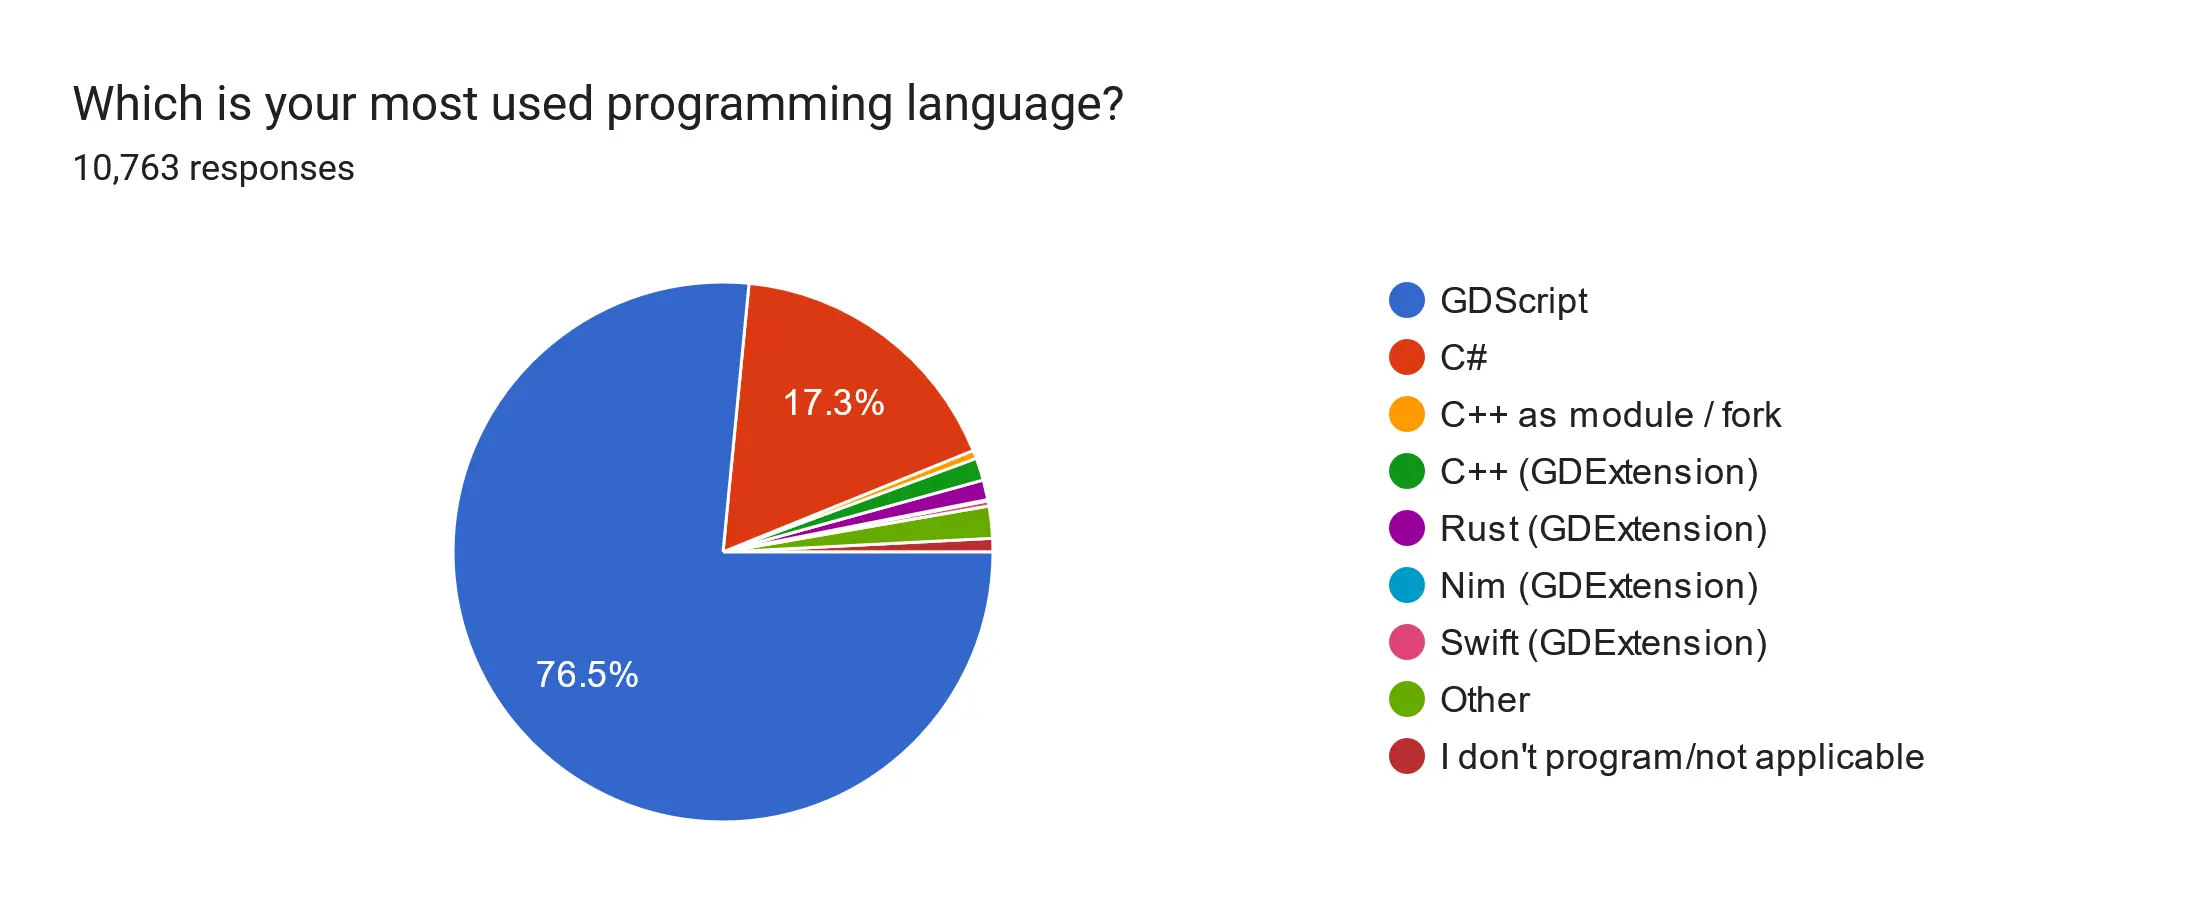 Which is your most used programming language?
10,763 responses
17.3%
76.5%
GDScript
C#
C++ as module / fork
C++ (GDExtension)
Rust (GDExtension)
Nim (GDExtension)
Swift (GDExtension)
Other
I don't program/not applicable